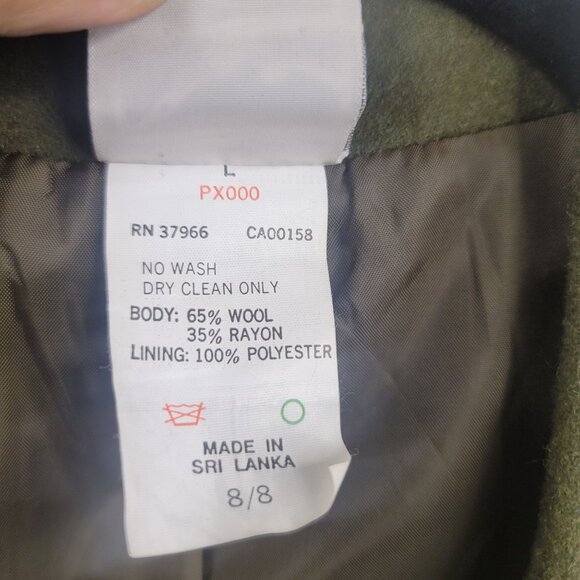 L
PX000
RN 37966 CA00158
NO WASH
DRY CLEAN ONLY
BODY: 65% WOOL
35% RAYON
LINING: 100% POLYESTER
MADE IN
SRI LANKA
8/8